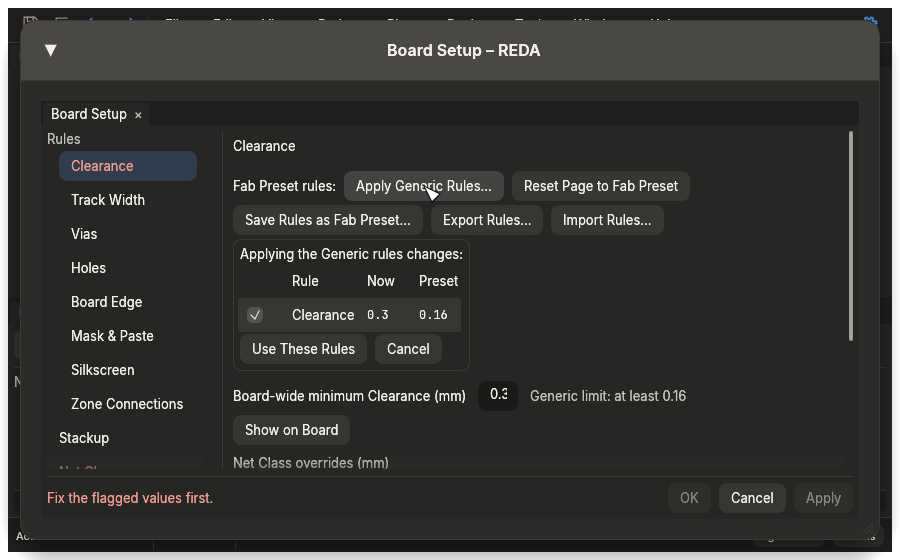 Board Setup – REDA
Board Setup ×
Rules
Clearance
Track Width
Vias
Holes
Board Edge
Mask & Paste
Silkscreen
Zone Connections
Stackup
Clearance
Fab Preset rules: Apply Generic Rules... Reset Page to Fab Preset
Save Rules as Fab Preset... Export Rules... Import Rules...
Applying the Generic rules changes:
Rule Now Preset
Clearance 0.3 0.16
Use These Rules Cancel
Board-wide minimum Clearance (mm) 0.3 Generic limit: at least 0.16
Show on Board
Net Class overrides (mm)
Fix the flagged values first.
OK Cancel Apply